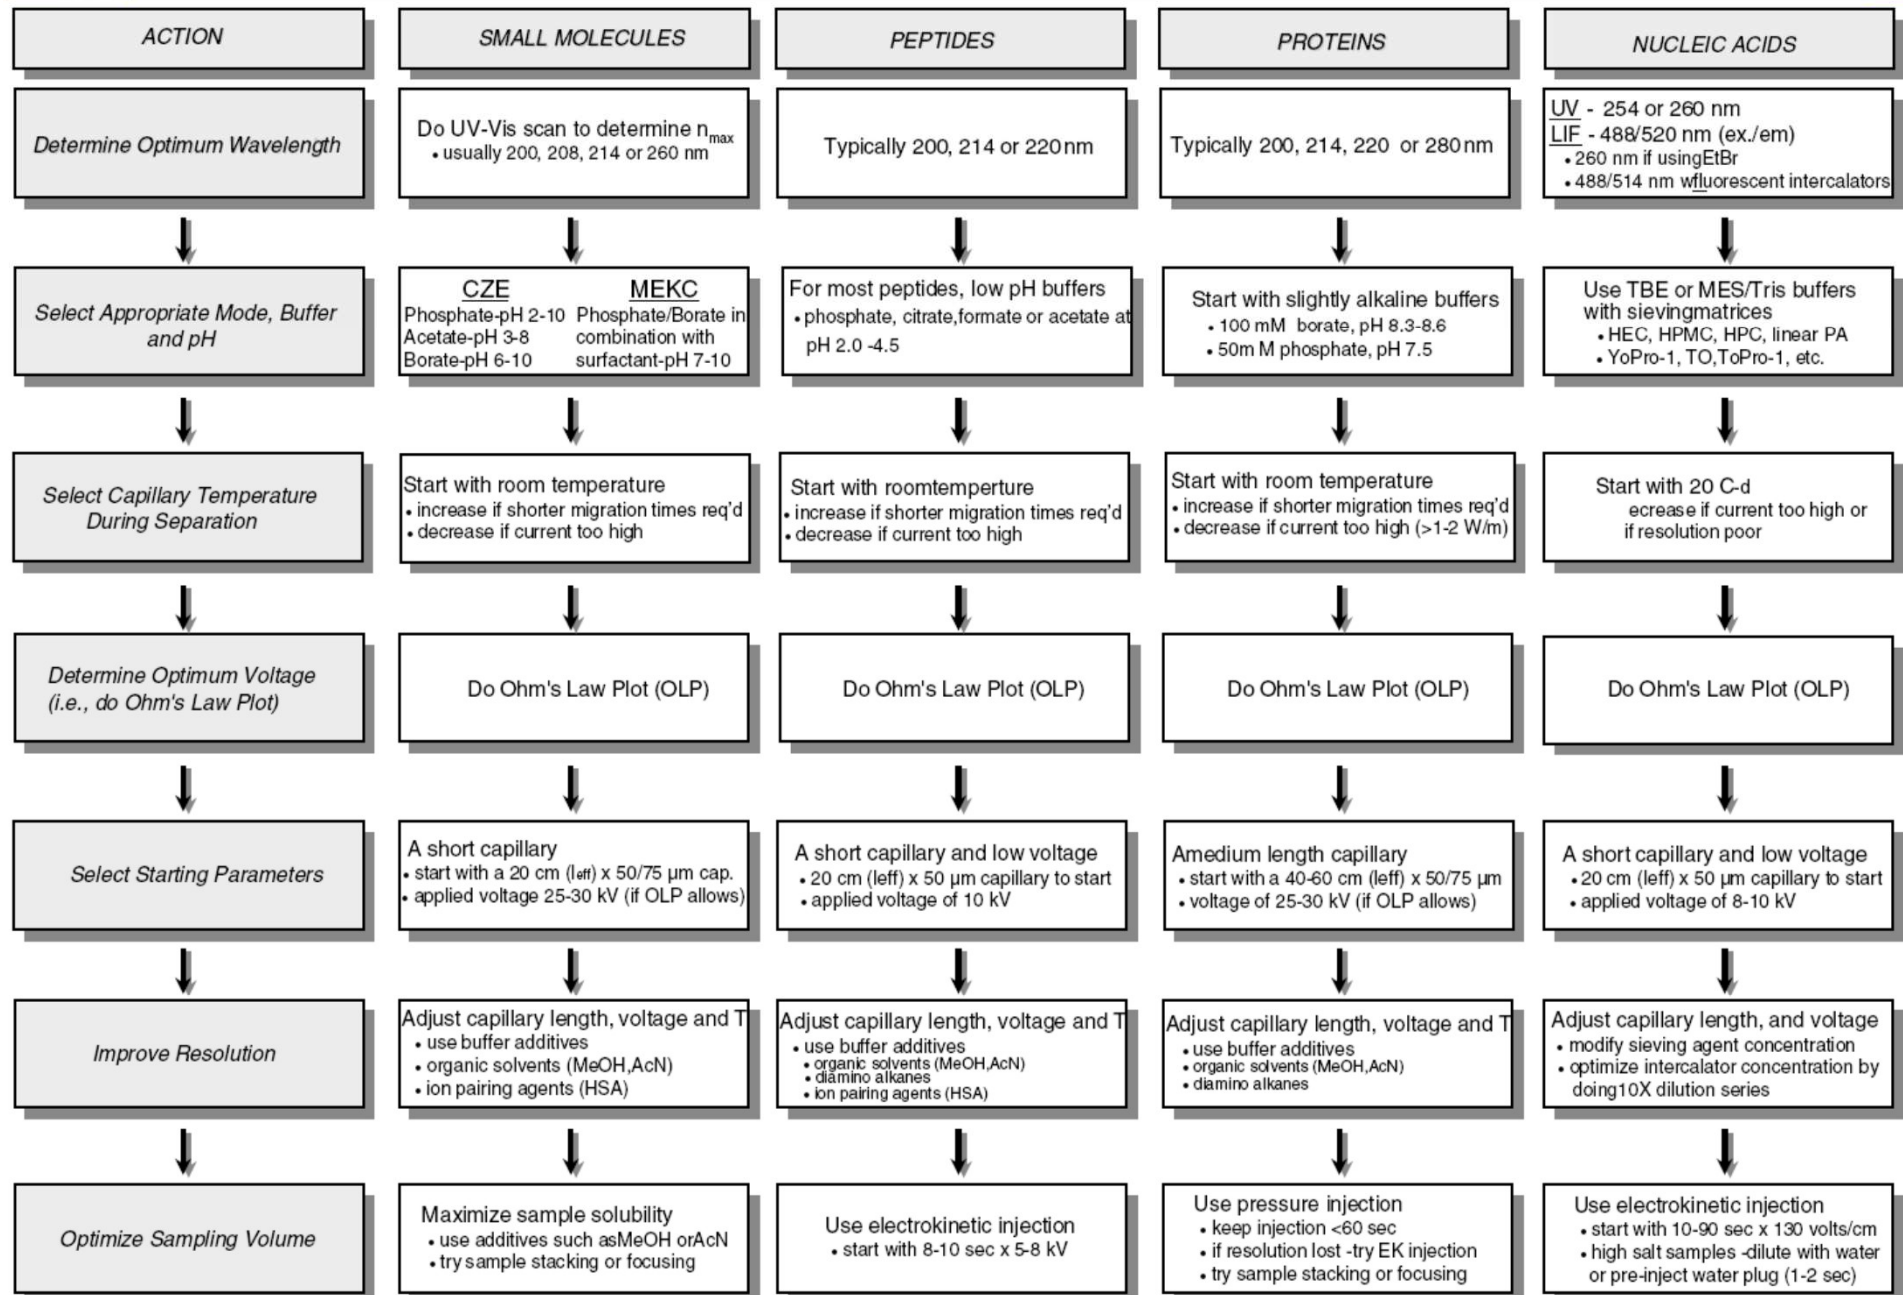 ACTION
SMALL MOLECULES
PEPTIDES
PROTEINS
NUCLEIC ACIDS
Determine Optimum Wavelength
Do UV-Vis scan to determine nmax
• usually 200, 208, 214 or 260 nm
Typically 200, 214 or 220nm
Typically 200, 214, 220 or 280nm
UV - 254 or 260 nm
LIF - 488/520 nm (ex./em)
• 260 nm if usingEtBr
• 488/514 nm wfluorescent intercalators
Select Appropriate Mode, Buffer
and pH
CZE
Phosphate-pH 2-10
Acetate-pH 3-8
Borate-pH 6-10
MEKC
Phosphate/Borate in
combination with
surfactant-pH 7-10
For most peptides, low pH buffers
• phosphate, citrate,formate or acetate at
pH 2.0 -4.5
Start with slightly alkaline buffers
• 100 mM borate, pH 8.3-8.6
• 50m M phosphate, pH 7.5
Use TBE or MES/Tris buffers
with sievingmatrices
• HEC, HPMC, HPC, linear PA
• YoPro-1, TO,ToPro-1, etc.
Select Capillary Temperature
During Separation
Start with room temperature
• increase if shorter migration times req'd
• decrease if current too high
Start with roomtemperture
• increase if shorter migration times req'd
• decrease if current too high
Start with room temperature
• increase if shorter migration times req'd
• decrease if current too high (>1-2 W/m)
Start with 20 C-d
ecrease if current too high or
if resolution poor
Determine Optimum Voltage
(i.e., do Ohm's Law Plot)
Do Ohm's Law Plot (OLP)
Do Ohm's Law Plot (OLP)
Do Ohm's Law Plot (OLP)
Do Ohm's Law Plot (OLP)
Select Starting Parameters
A short capillary
• start with a 20 cm (leff) x 50/75 µm cap.
• applied voltage 25-30 kV (if OLP allows)
A short capillary and low voltage
• 20 cm (leff) x 50 µm capillary to start
• applied voltage of 10 kV
Amedium length capillary
• start with a 40-60 cm (leff) x 50/75 µm
• voltage of 25-30 kV (if OLP allows)
A short capillary and low voltage
• 20 cm (leff) x 50 µm capillary to start
• applied voltage of 8-10 kV
Improve Resolution
Adjust capillary length, voltage and T
• use buffer additives
• organic solvents (MeOH,AcN)
• ion pairing agents (HSA)
Adjust capillary length, voltage and T
• use buffer additives
• organic solvents (MeOH,AcN)
• diamino alkanes
• ion pairing agents (HSA)
Adjust capillary length, voltage and T
• use buffer additives
• organic solvents (MeOH,AcN)
• diamino alkanes
Adjust capillary length, and voltage
• modify sieving agent concentration
• optimize intercalator concentration by
doing10X dilution series
Optimize Sampling Volume
Maximize sample solubility
• use additives such asMeOH orAcN
• try sample stacking or focusing
Use electrokinetic injection
• start with 8-10 sec x 5-8 kV
Use pressure injection
• keep injection <60 sec
• if resolution lost -try EK injection
• try sample stacking or focusing
Use electrokinetic injection
• start with 10-90 sec x 130 volts/cm
• high salt samples -dilute with water
or pre-inject water plug (1-2 sec)